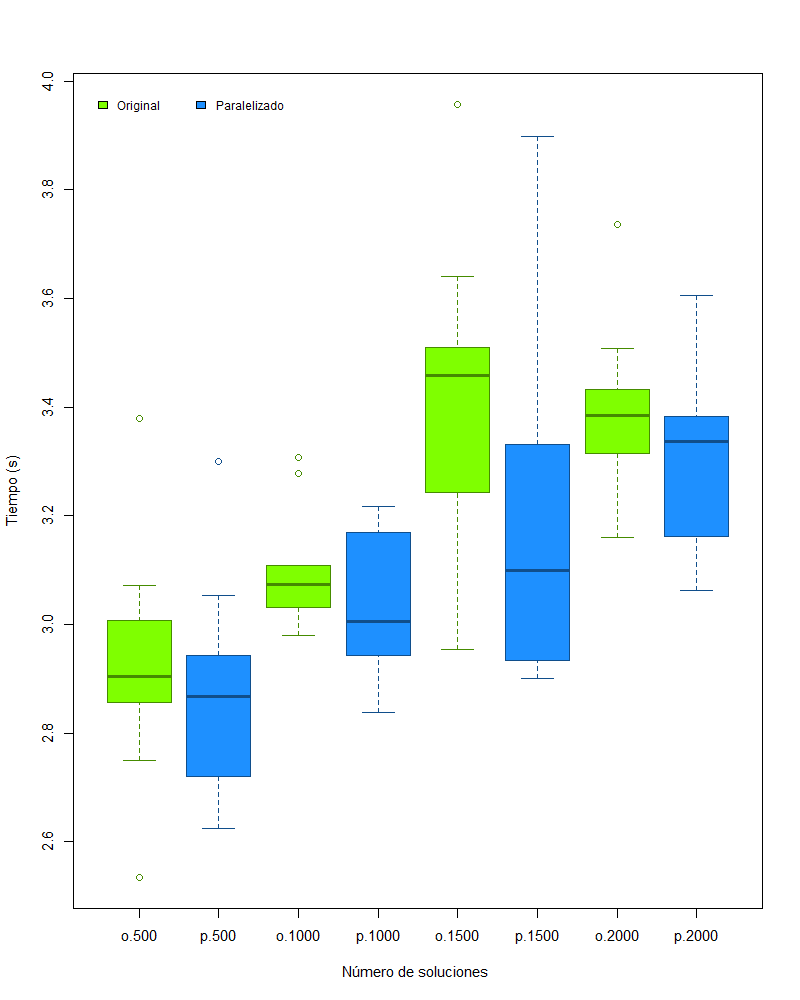 Original
Paralelizado
Tiempo (s)
4.0
3.8
3.6
3.4
3.2
3.0
2.8
2.6
o.500 p.500 o.1000 p.1000 o.1500 p.1500 o.2000 p.2000
Número de soluciones